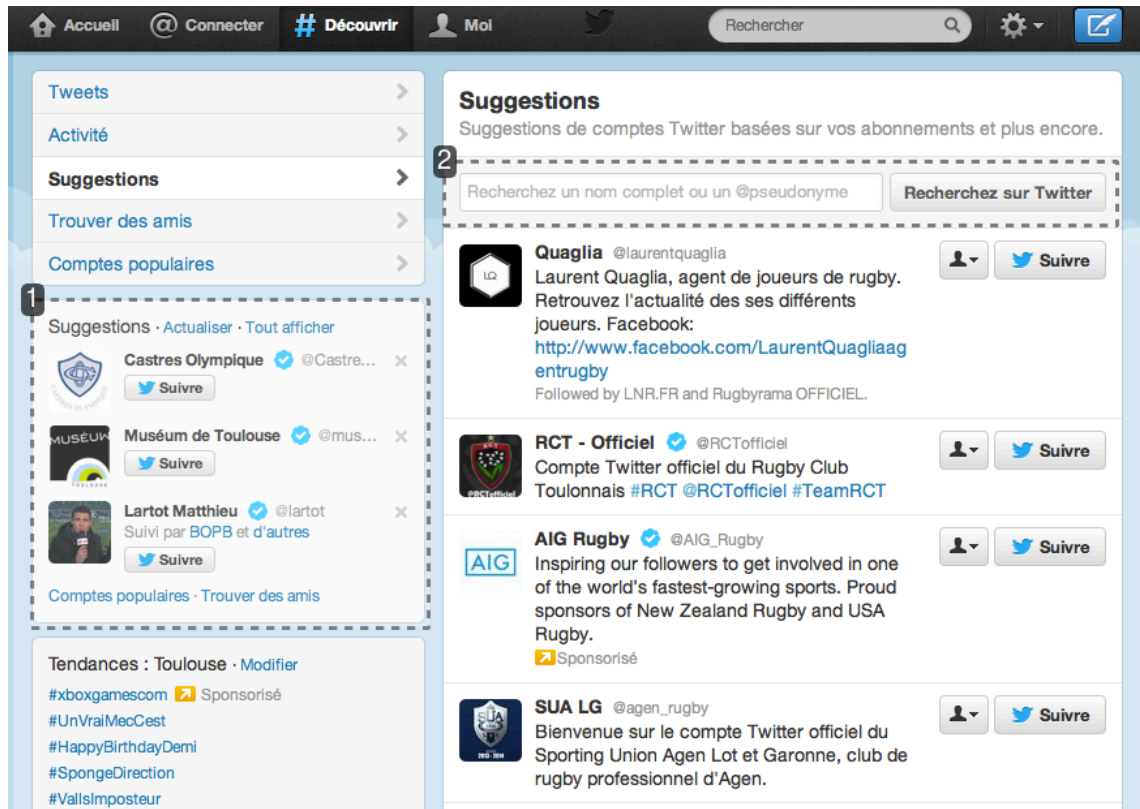 Accueil @ Connecter # Découvrir Moi Rechercher
Tweets
Activité
Suggestions
Trouver des amis
Comptes populaires
1
Suggestions · Actualiser · Tout afficher
Castres Olympique @Castre...
Suivre
MUSÉUM
TOULOUSE
Muséum de Toulouse @mus...
Suivre
Lartot Matthieu @lartot
Suivi par BOPB et d'autres
Suivre
Comptes populaires · Trouver des amis
Tendances : Toulouse · Modifier
#xboxgamescom Sponsorisé
#UnVraiMecCest
#HappyBirthdayDemi
#SpongeDirection
#VallsImposteur
Suggestions
Suggestions de comptes Twitter basées sur vos abonnements et plus encore.
2
Recherchez un nom complet ou un @pseudonyme Recherchez sur Twitter
LQ
Quaglia @laurentquaglia
Suivre
Laurent Quaglia, agent de joueurs de rugby.
Retrouvez l'actualité des ses différents
joueurs. Facebook:
http://www.facebook.com/LaurentQuagliaag
entrugby
Followed by LNR.FR and Rugbyrama OFFICIEL.
RCT
@RCTofficiel
RCT - Officiel @RCTofficiel
Suivre
Compte Twitter officiel du Rugby Club
Toulonnais #RCT @RCTofficiel #TeamRCT
AIG
AIG Rugby @AIG_Rugby
Suivre
Inspiring our followers to get involved in one
of the world's fastest-growing sports. Proud
sponsors of New Zealand Rugby and USA
Rugby.
Sponsorisé
SUA
2013 - 2014
SUA LG @agen_rugby
Suivre
Bienvenue sur le compte Twitter officiel du
Sporting Union Agen Lot et Garonne, club de
rugby professionnel d'Agen.